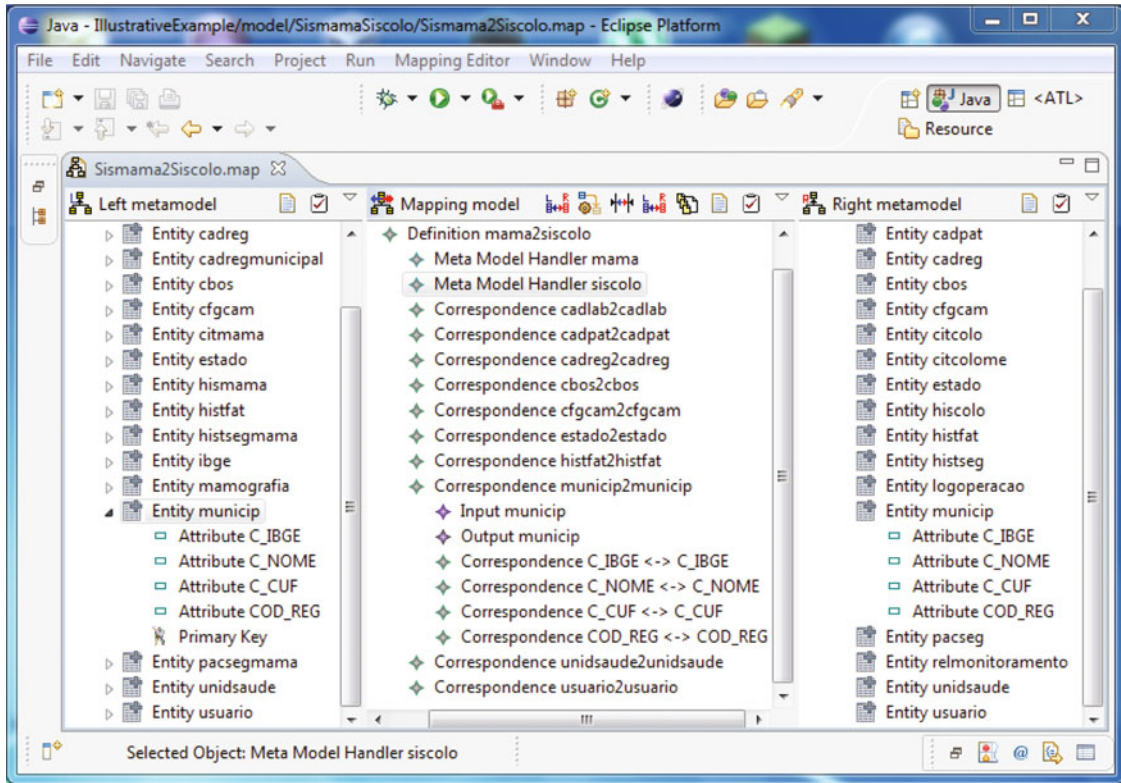 Java - IllustrativeExample/model/SismamaSiscolo/Sismama2Siscolo.map - Eclipse Platform
File Edit Navigate Search Project Run Mapping Editor Window Help
Java <ATL>
Resource
Sismama2Siscolo.map
Left metamodel
Entity cadreg
Entity cadregmunicipal
Entity cbos
Entity cfgcam
Entity citmama
Entity estado
Entity hismama
Entity histfat
Entity histsegmama
Entity ibge
Entity mamografia
Entity municip
Attribute C_IBGE
Attribute C_NOME
Attribute C_CUF
Attribute COD_REG
Primary Key
Entity pacsegmama
Entity unidsaude
Entity usuario
Mapping model
Definition mama2siscolo
Meta Model Handler mama
Meta Model Handler siscolo
Correspondence cadlab2cadlab
Correspondence cadpat2cadpat
Correspondence cadreg2cadreg
Correspondence cbos2cbos
Correspondence cfgcam2cfgcam
Correspondence estado2estado
Correspondence histfat2histfat
Correspondence municip2municip
Input municip
Output municip
Correspondence C_IBGE <-> C_IBGE
Correspondence C_NOME <-> C_NOME
Correspondence C_CUF <-> C_CUF
Correspondence COD_REG <-> COD_REG
Correspondence unidsaude2unidsaude
Correspondence usuario2usuario
Right metamodel
Entity cadpat
Entity cadreg
Entity cbos
Entity cfgcam
Entity citcolo
Entity citcolome
Entity estado
Entity hiscolo
Entity histfat
Entity histseg
Entity logoperacao
Entity municip
Attribute C_IBGE
Attribute C_NOME
Attribute C_CUF
Attribute COD_REG
Entity pacseg
Entity relmonitoramento
Entity unidsaude
Entity usuario
Selected Object: Meta Model Handler siscolo